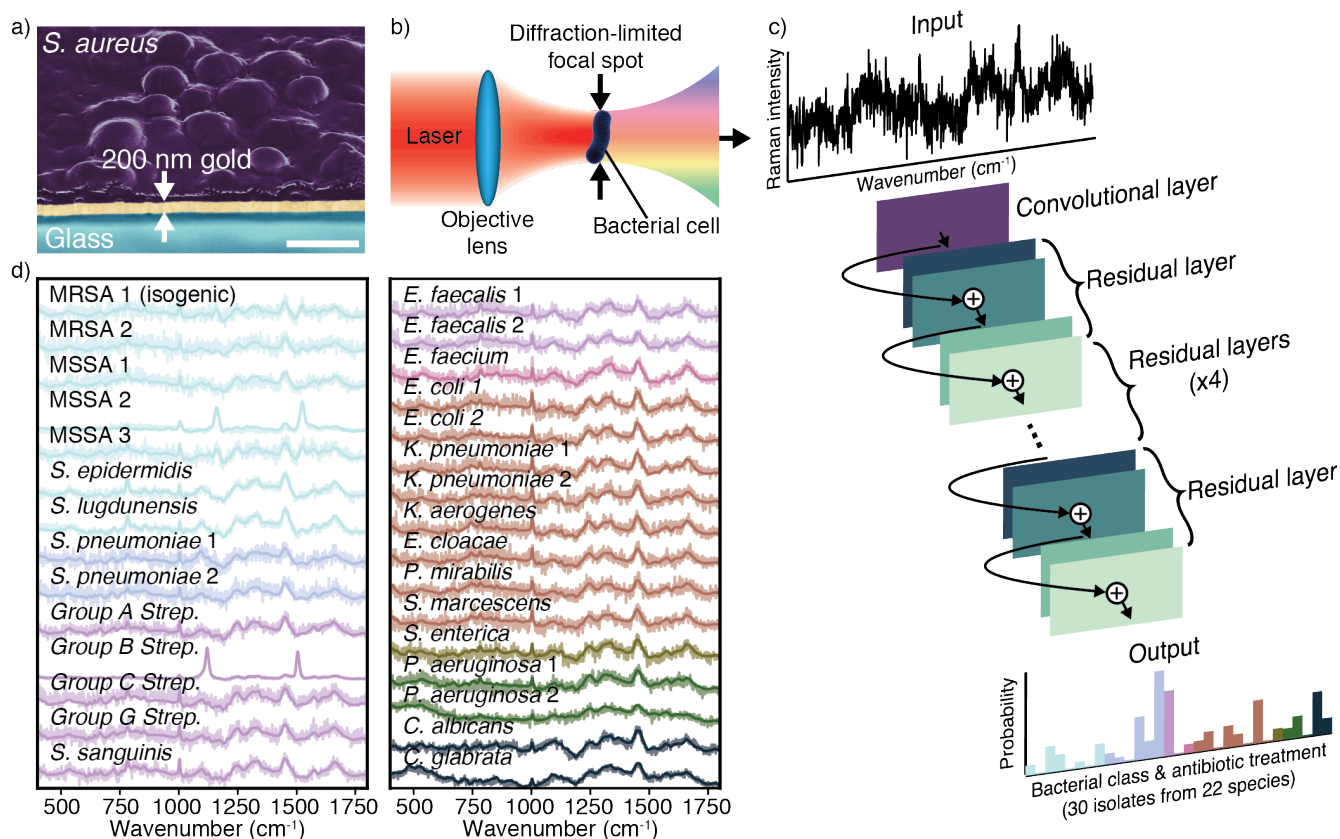 a)
S. aureus
200 nm gold
Glass
b)
Diffraction-limited
focal spot
Laser
Objective
lens
Bacterial cell
c)
Input
Raman intensity
Wavenumber (cm⁻¹)
Convolutional layer
Residual layer
Residual layers
(x4)
Residual layer
Output
Probability
Bacterial class & antibiotic treatment
(30 isolates from 22 species)
d)
MRSA 1 (isogenic)
MRSA 2
MSSA 1
MSSA 2
MSSA 3
S. epidermidis
S. lugdunensis
S. pneumoniae 1
S. pneumoniae 2
Group A Strep.
Group B Strep.
Group C Strep.
Group G Strep.
S. sanguinis
500 750 1000 1250 1500 1750
Wavenumber (cm⁻¹)
E. faecalis 1
E. faecalis 2
E. faecium
E. coli 1
E. coli 2
K. pneumoniae 1
K. pneumoniae 2
K. aerogenes
E. cloacae
P. mirabilis
S. marcescens
S. enterica
P. aeruginosa 1
P. aeruginosa 2
C. albicans
C. glabrata
500 750 1000 1250 1500 1750
Wavenumber (cm⁻¹)